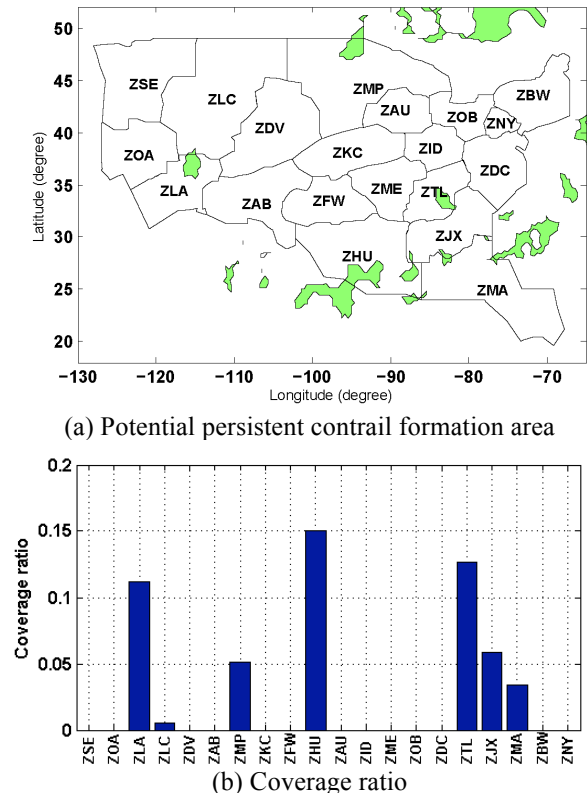 50
45
40
35
30
25
20
Latitude (degree)
ZSE
ZLC
ZMP
ZBW
ZAU
ZOB
ZNY
ZDV
ZOA
ZKC
ZID
ZDC
ZLA
ZAB
ZFW
ZME
ZTL
ZHU
ZJX
ZMA
−130 −120 −110 −100 −90 −80 −70
Longitude (degree)
(a) Potential persistent contrail formation area
0.2
0.15
0.1
0.05
0
Coverage ratio
ZSE ZOA ZLA ZLC ZDV ZAB ZMP ZKC ZFW ZHU ZAU ZID ZME ZOB ZDC ZTL ZJX ZMA ZBW ZNY
(b) Coverage ratio